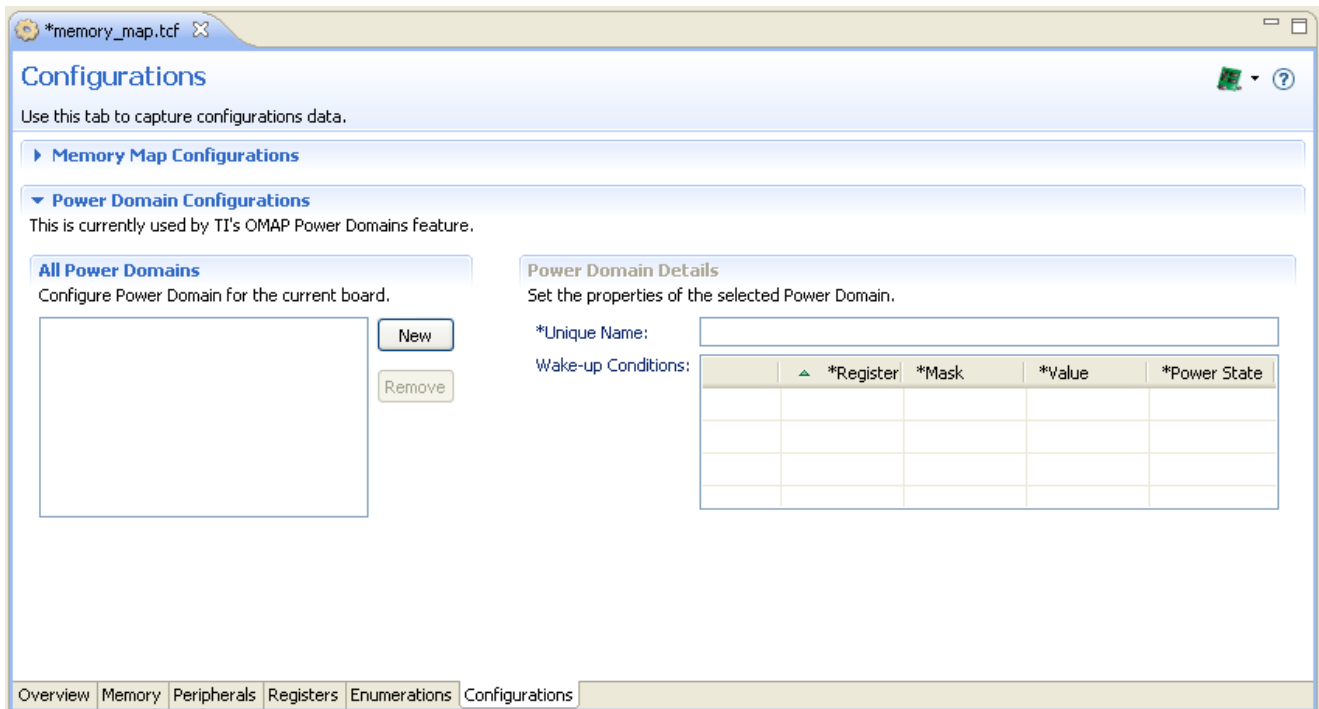 *memory_map.tcf
Configurations
Use this tab to capture configurations data.
Memory Map Configurations
Power Domain Configurations
This is currently used by TI's OMAP Power Domains feature.
All Power Domains
Configure Power Domain for the current board.
New
Remove
Power Domain Details
Set the properties of the selected Power Domain.
*Unique Name:
Wake-up Conditions:
*Register *Mask *Value *Power State
Overview Memory Peripherals Registers Enumerations Configurations